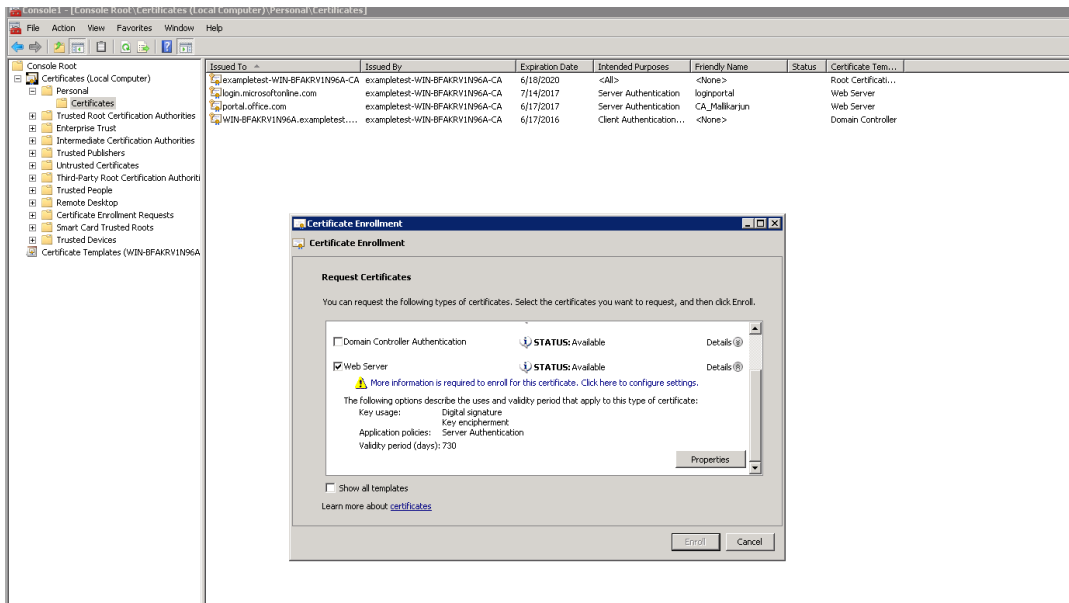 Console1 - [Console Root\Certificates (Local Computer)\Personal\Certificates]
File Action View Favorites Window Help
Console Root
Certificates (Local Computer)
Personal
Certificates
Trusted Root Certification Authorities
Enterprise Trust
Intermediate Certification Authorities
Trusted Publishers
Untrusted Certificates
Third-Party Root Certification Authoriti
Trusted People
Remote Desktop
Certificate Enrollment Requests
Smart Card Trusted Roots
Trusted Devices
Certificate Templates (WIN-BFAKRV1N96A
Issued To Issued By Expiration Date Intended Purposes Friendly Name Status Certificate Tem...
exampletest-WIN-BFAKRV1N96A-CA exampletest-WIN-BFAKRV1N96A-CA 6/18/2020 <All> <None> Root Certificati...
login.microsoftonline.com exampletest-WIN-BFAKRV1N96A-CA 7/14/2017 Server Authentication loginportal Web Server
portal.office.com exampletest-WIN-BFAKRV1N96A-CA 6/17/2017 Server Authentication CA_Mallikarjun Web Server
WIN-BFAKRV1N96A.exampletest.... exampletest-WIN-BFAKRV1N96A-CA 6/17/2016 Client Authentication... <None> Domain Controller
Certificate Enrollment
Certificate Enrollment
Request Certificates
You can request the following types of certificates. Select the certificates you want to request, and then click Enroll.
Domain Controller Authentication STATUS: Available Details
Web Server STATUS: Available Details
More information is required to enroll for this certificate. Click here to configure settings.
The following options describe the uses and validity period that apply to this type of certificate:
Key usage: Digital signature
Key encipherment
Application policies: Server Authentication
Validity period (days): 730
Properties
Show all templates
Learn more about certificates
Enroll Cancel